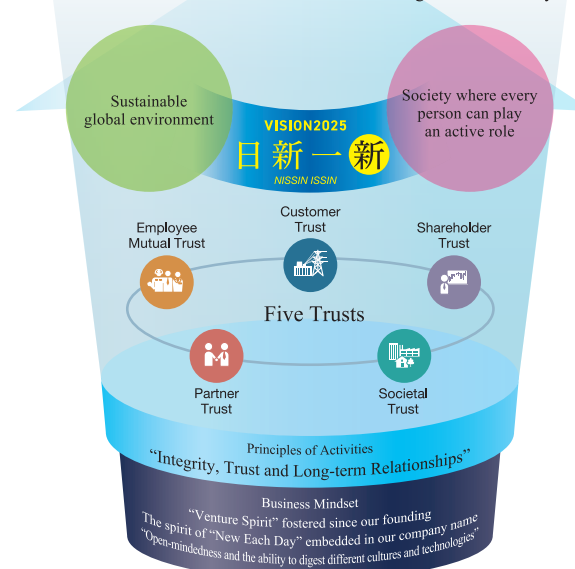 Sustainable
global environment
Society where every
person can play
an active role
VISION2025
日新一新
NISSIN ISSIN
Employee
Mutual Trust
Customer
Trust
Shareholder
Trust
Five Trusts
Partner
Trust
Societal
Trust
Principles of Activities
“Integrity, Trust and Long-term Relationships”
Business Mindset
“Venture Spirit” fostered since our founding
The spirit of “New Each Day” embedded in our company name
“Open-mindedness and the ability to digest different cultures and technologies”